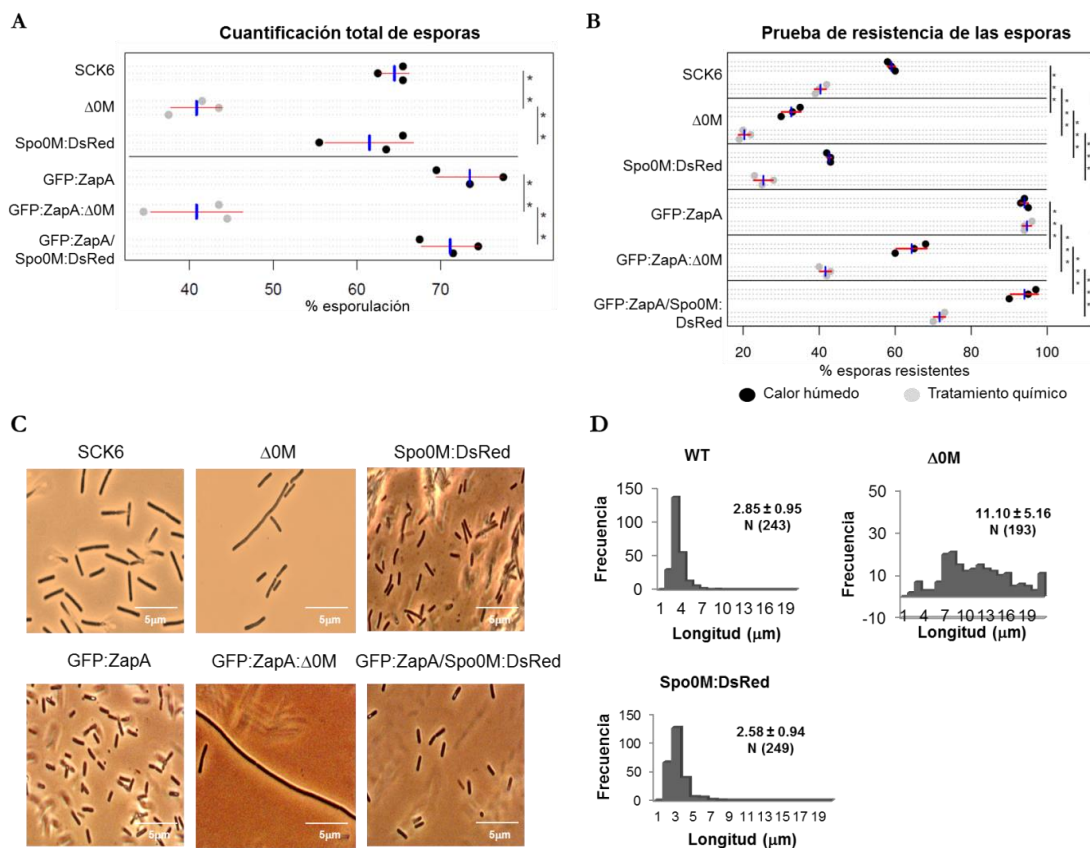 A
Cuantificación total de esporas
SCK6
Δ0M
Spo0M:DsRed
GFP:ZapA
GFP:ZapA:Δ0M
GFP:ZapA/
Spo0M:DsRed
*
*
*
*
*
*
*
*
40 50 60 70
% esporulación
B
Prueba de resistencia de las esporas
SCK6
Δ0M
Spo0M:DsRed
GFP:ZapA
GFP:ZapA:Δ0M
GFP:ZapA/Spo0M:
DsRed
20 40 60 80 100
% esporas resistentes
Calor húmedo Tratamiento químico
C
SCK6 Δ0M Spo0M:DsRed
5µm 5µm 5µm
GFP:ZapA GFP:ZapA:Δ0M GFP:ZapA/Spo0M:DsRed
5µm 5µm 5µm
D
WT
Frecuencia
150
100
50
0
2.85 ± 0.95
N (243)
1 4 7 10 13 16 19
Longitud (µm)
Δ0M
Frecuencia
50
30
10
-10
11.10 ± 5.16
N (193)
1 4 7 10 13 16 19
Longitud (µm)
Spo0M:DsRed
Frecuencia
150
100
50
0
2.58 ± 0.94
N (249)
1 3 5 7 9 11 13 15 17 19
Longitud (µm)